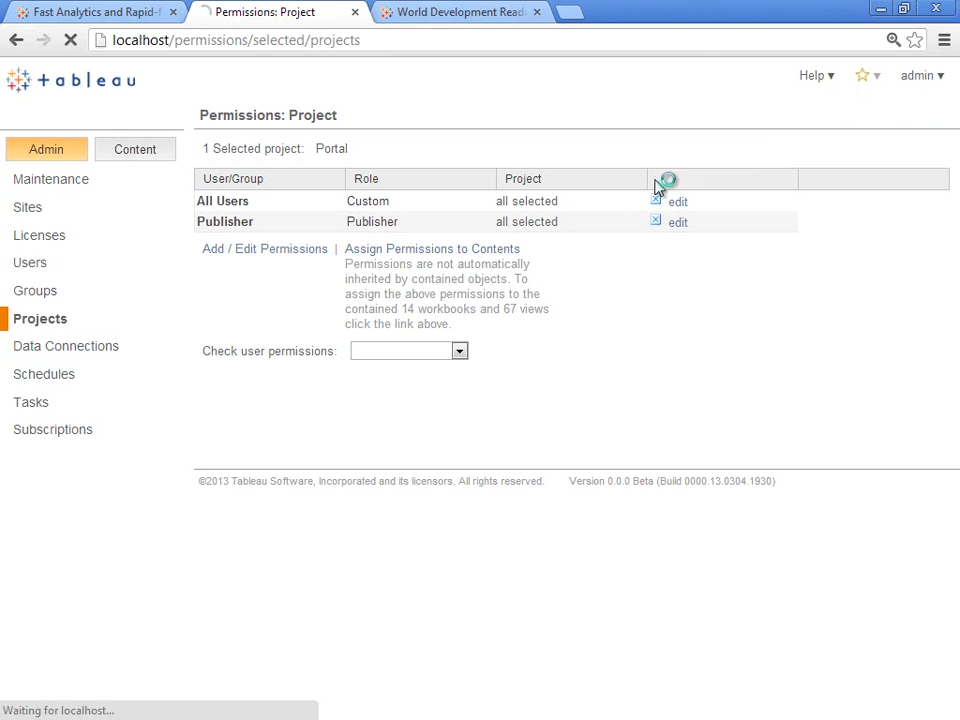 Fast Analytics and Rapid-f
Permissions: Project
World Development Read
localhost/permissions/selected/projects
tableau
Help
admin
Permissions: Project
Admin
Content
1 Selected project: Portal
Maintenance
Sites
Licenses
Users
Groups
Projects
Data Connections
Schedules
Tasks
Subscriptions
User/Group Role Project
All Users Custom all selected edit
Publisher Publisher all selected edit
Add / Edit Permissions | Assign Permissions to Contents
Permissions are not automatically
inherited by contained objects. To
assign the above permissions to the
contained 14 workbooks and 67 views
click the link above.
Check user permissions:
©2013 Tableau Software, Incorporated and its licensors. All rights reserved. Version 0.0.0 Beta (Build 0000.13.0304.1930)
Waiting for localhost...